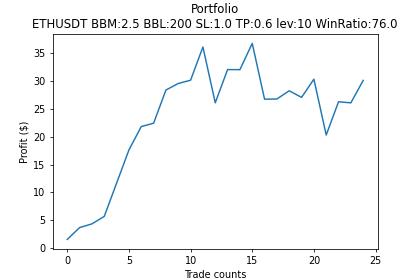 Portfolio
ETHUSDT BBM:2.5 BBL:200 SL:1.0 TP:0.6 lev:10 WinRatio:76.0
35
30
25
20
15
10
5
0
Profit ($)
0 5 10 15 20 25
Trade counts